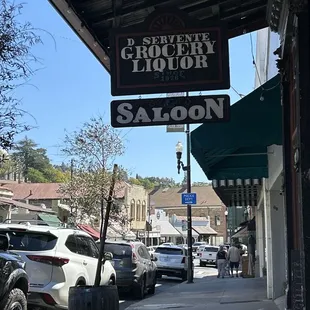 D SERVENTE
GROCERY
LIQUOR
SALOON